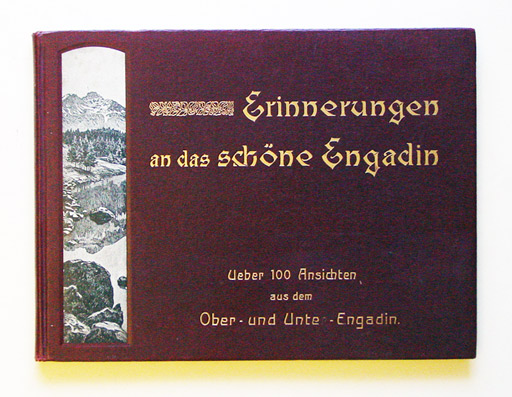 Erinnerungen
an das schöne Engadin
Ueber 100 Ansichten
aus dem
Ober- und Unte -Engadin.